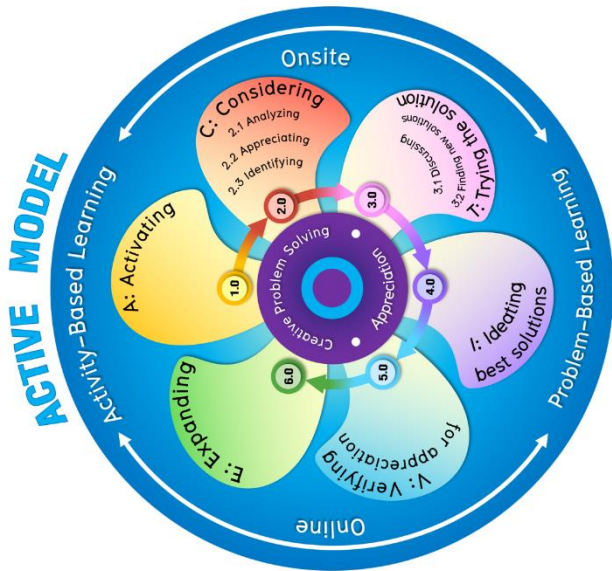 ACTIVE MODEL
Activity-Based Learning
Onsite
Problem-Based Learning
Online
A: Activating
1.0
C: Considering
2.1 Analyzing
2.2 Appreciating
2.3 Identifying
2.0
T: Trying the solution
3.1 Discussing
3.2 Finding new solutions
3.0
I: Ideating
best solutions
4.0
V: Verifying
for appreciation
5.0
E: Expanding
6.0
Creative Problem Solving
Appreciation